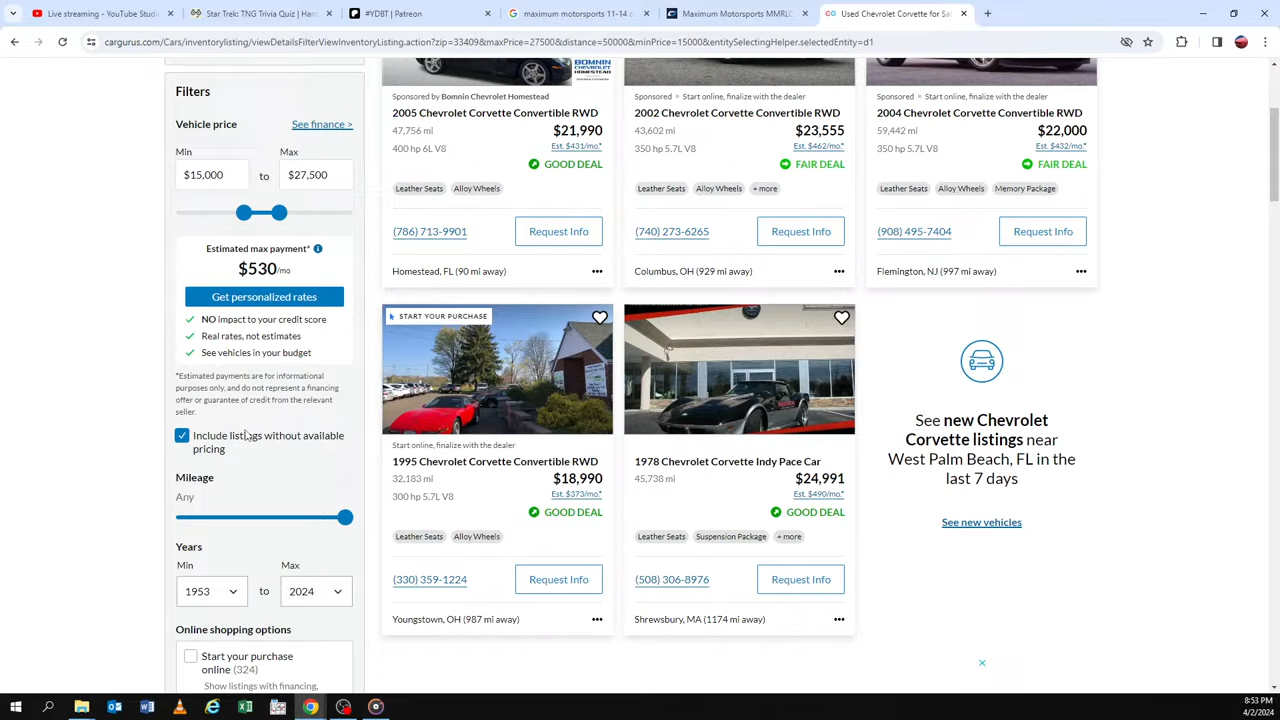 Live streaming - YouTube Stud
Star Trek: TNG Trivia Quiz | Han
#YDBT | Patreon
maximum motorsports 11-14 o
Maximum Motorsports MMRLC
Used Chevrolet Corvette for Sa
cargurus.com/Cars/inventorylisting/viewDetailsFilterViewInventoryListing.action?zip=33409&maxPrice=27500&distance=50000&minPrice=15000&entitySelectingHelper.selectedEntity=d1
Filters
Vehicle price
See finance >
Min
Max
$15,000
to
$27,500
Estimated max payment*
$530/mo
Get personalized rates
NO impact to your credit score
Real rates, not estimates
See vehicles in your budget
*Estimated payments are for informational
purposes only, and do not represent a financing
offer or guarantee of credit from the relevant
seller.
Include listings without available
pricing
Mileage
Any
Years
Min
Max
1953
to
2024
Online shopping options
Start your purchase
online (324)
Show listings with financing,
BOMNIN
CHEVROLET
HOMESTEAD
Sponsored by Bomnin Chevrolet Homestead
2005 Chevrolet Corvette Convertible RWD
47,756 mi
$21,990
400 hp 6L V8
Est. $431/mo.*
GOOD DEAL
Leather Seats
Alloy Wheels
(786) 713-9901
Request Info
Homestead, FL (90 mi away)
Sponsored
Start online, finalize with the dealer
2002 Chevrolet Corvette Convertible RWD
43,602 mi
$23,555
350 hp 5.7L V8
Est. $462/mo.*
FAIR DEAL
Leather Seats
Alloy Wheels
+ more
(740) 273-6265
Request Info
Columbus, OH (929 mi away)
Sponsored
Start online, finalize with the dealer
2004 Chevrolet Corvette Convertible RWD
59,442 mi
$22,000
350 hp 5.7L V8
Est. $432/mo.*
FAIR DEAL
Leather Seats
Alloy Wheels
Memory Package
(908) 495-7404
Request Info
Flemington, NJ (997 mi away)
START YOUR PURCHASE
Start online, finalize with the dealer
1995 Chevrolet Corvette Convertible RWD
32,183 mi
$18,990
300 hp 5.7L V8
Est. $373/mo.*
GOOD DEAL
Leather Seats
Alloy Wheels
(330) 359-1224
Request Info
Youngstown, OH (987 mi away)
1978 Chevrolet Corvette Indy Pace Car
45,738 mi
$24,991
Est. $490/mo.*
GOOD DEAL
Leather Seats
Suspension Package
+ more
(508) 306-8976
Request Info
Shrewsbury, MA (1174 mi away)
See new Chevrolet
Corvette listings near
West Palm Beach, FL in the
last 7 days
See new vehicles
8:53 PM
4/2/2024